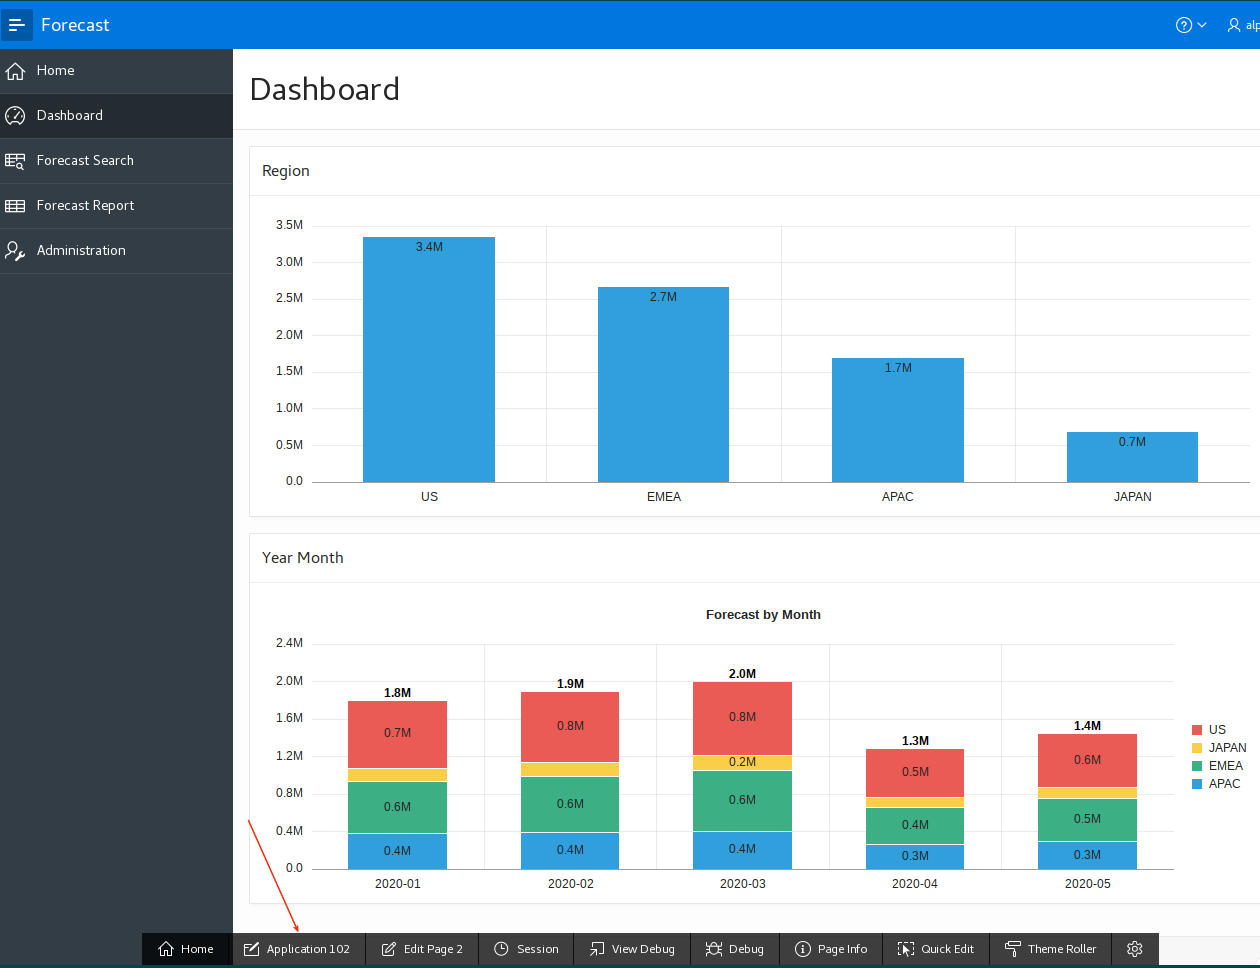 Forecast
alp
Home
Dashboard
Forecast Search
Forecast Report
Administration
Dashboard
Region
3.5M
3.0M
2.5M
2.0M
1.5M
1.0M
0.5M
0.0
3.4M
2.7M
1.7M
0.7M
US EMEA APAC JAPAN
Year Month
Forecast by Month
2.4M
2.0M
1.6M
1.2M
0.8M
0.4M
0.0
1.8M
0.7M
0.6M
0.4M
1.9M
0.8M
0.6M
0.4M
2.0M
0.8M
0.2M
0.6M
0.4M
1.3M
0.5M
0.4M
0.3M
1.4M
0.6M
0.5M
0.3M
2020-01 2020-02 2020-03 2020-04 2020-05
US
JAPAN
EMEA
APAC
Home Application 102 Edit Page 2 Session View Debug Debug Page Info Quick Edit Theme Roller